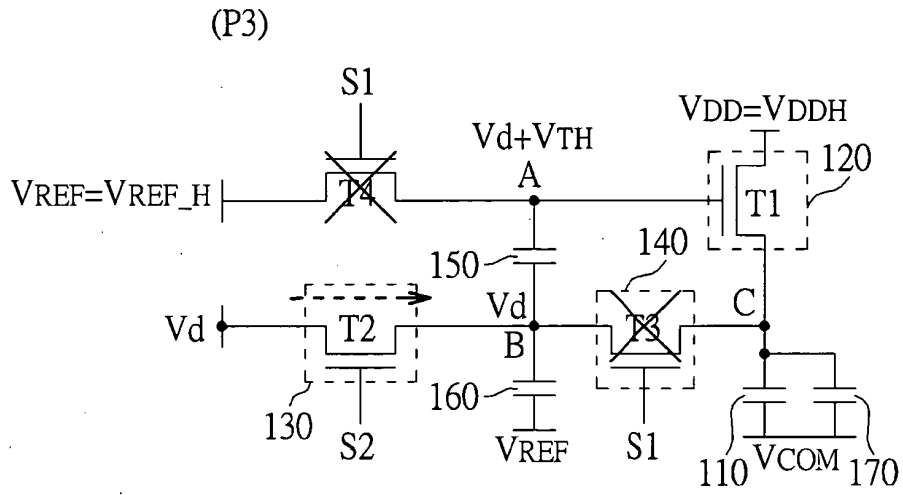 (P3)
S1
VDD=VDDH
Vd+VTH
120
A
VREF=VREF_H
T4
T1
150
140
Vd
C
Vd
T2
B
T3
130
160
S2
VREF
S1
110
VCOM
170